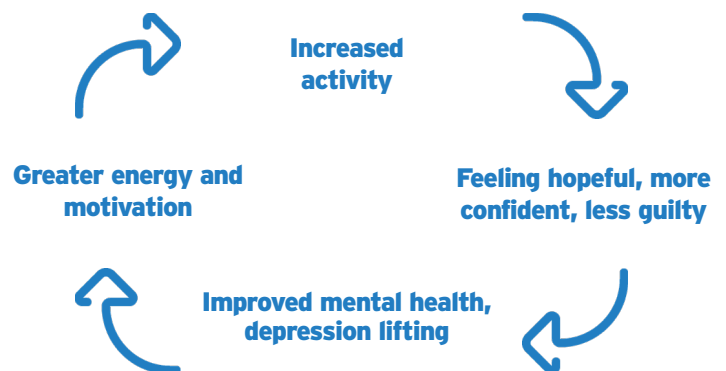 Increased
activity
Feeling hopeful, more
confident, less guilty
Improved mental health,
depression lifting
Greater energy and
motivation